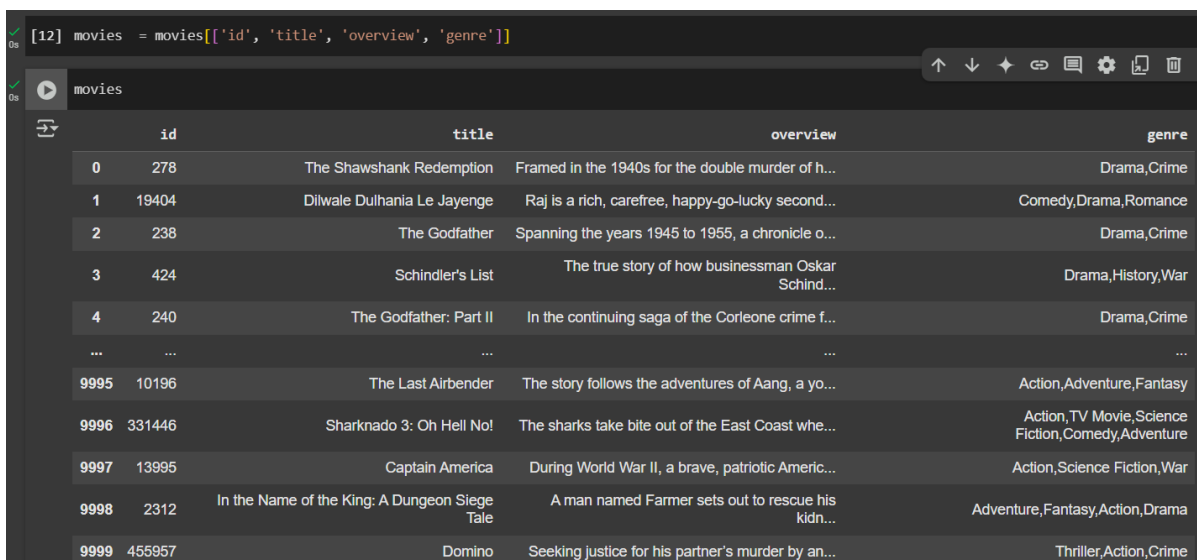 [12] movies = movies[['id', 'title', 'overview', 'genre']]
0s
movies
0s
id title overview genre
0 278 The Shawshank Redemption Framed in the 1940s for the double murder of h... Drama,Crime
1 19404 Dilwale Dulhania Le Jayenge Raj is a rich, carefree, happy-go-lucky second... Comedy,Drama,Romance
2 238 The Godfather Spanning the years 1945 to 1955, a chronicle o... Drama,Crime
3 424 Schindler's List The true story of how businessman Oskar
Schind... Drama,History,War
4 240 The Godfather: Part II In the continuing saga of the Corleone crime f... Drama,Crime
... ... ... ... ...
9995 10196 The Last Airbender The story follows the adventures of Aang, a yo... Action,Adventure,Fantasy
9996 331446 Sharknado 3: Oh Hell No! The sharks take bite out of the East Coast whe... Action,TV Movie,Science
Fiction,Comedy,Adventure
9997 13995 Captain America During World War II, a brave, patriotic Americ... Action,Science Fiction,War
9998 2312 In the Name of the King: A Dungeon Siege
Tale A man named Farmer sets out to rescue his
kidn... Adventure,Fantasy,Action,Drama
9999 455957 Domino Seeking justice for his partner's murder by an... Thriller,Action,Crime